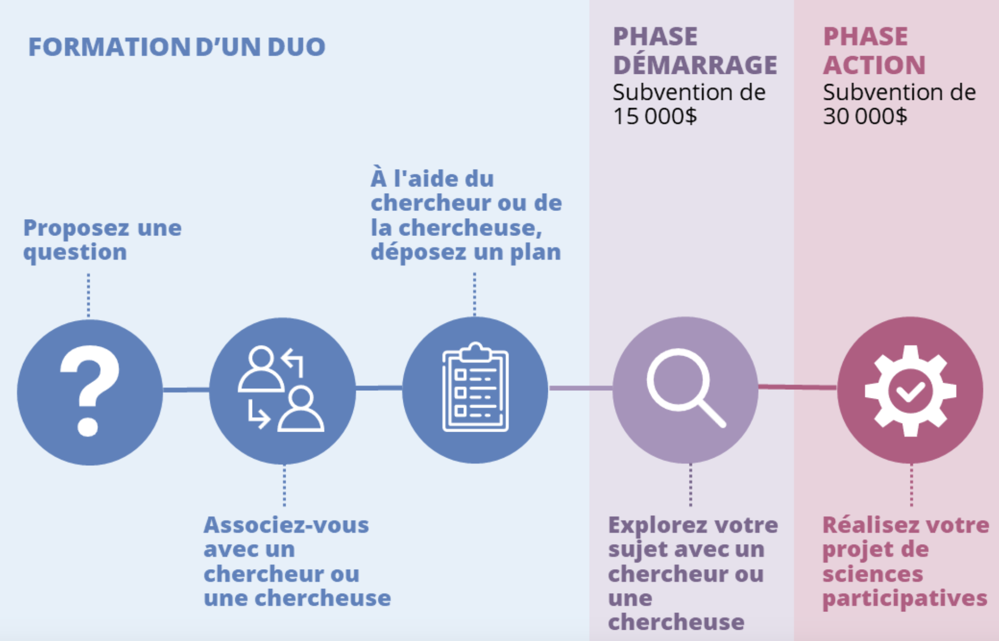 FORMATION D’UN DUO
Proposez une
question
Associez-vous
avec un
chercheur ou
une chercheuse
À l'aide du
chercheur ou de
la chercheuse,
déposez un plan
PHASE
DÉMARRAGE
Subvention de
15 000$
Explorez votre
sujet avec un
chercheur ou
une
chercheuse
PHASE
ACTION
Subvention de
30 000$
Réalisez votre
projet de
sciences
participatives